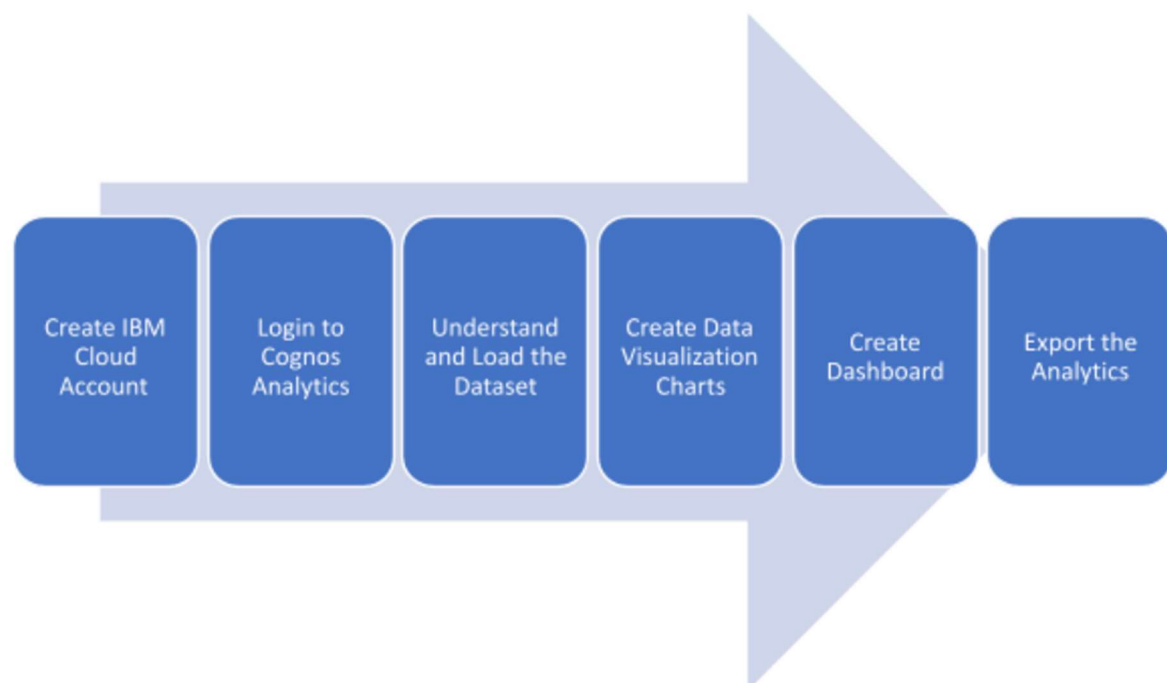 Create IBM
Cloud
Account
Login to
Cognos
Analytics
Understand
and Load the
Dataset
Create Data
Visualization
Charts
Create
Dashboard
Export the
Analytics